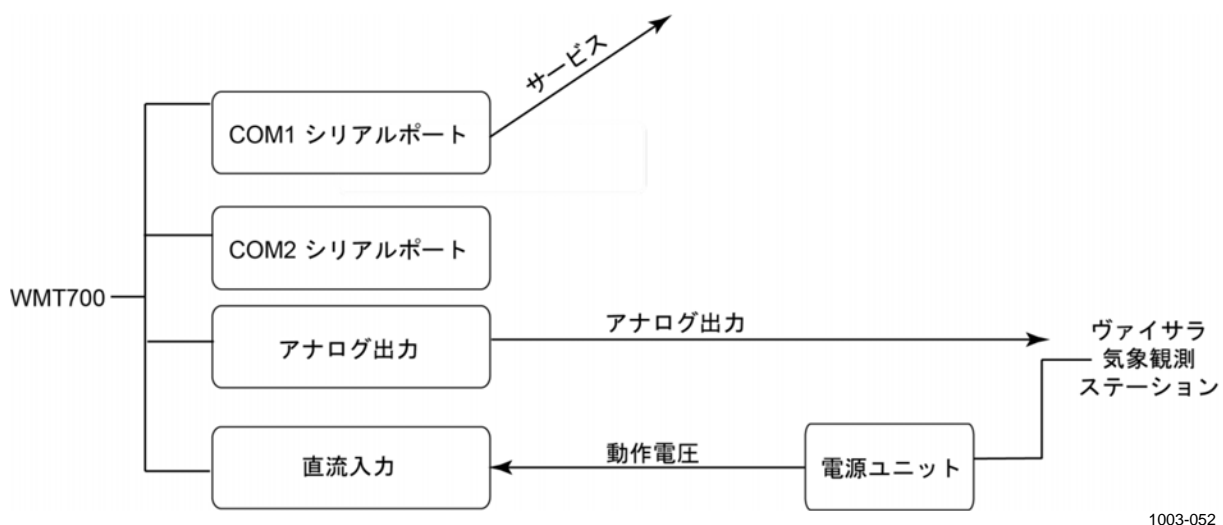 サービス
COM1 シリアルポート
COM2 シリアルポート
WMT700
アナログ出力
アナログ出力
ヴァイサラ
気象観測
ステーション
直流入力
動作電圧
電源ユニット
1003-052